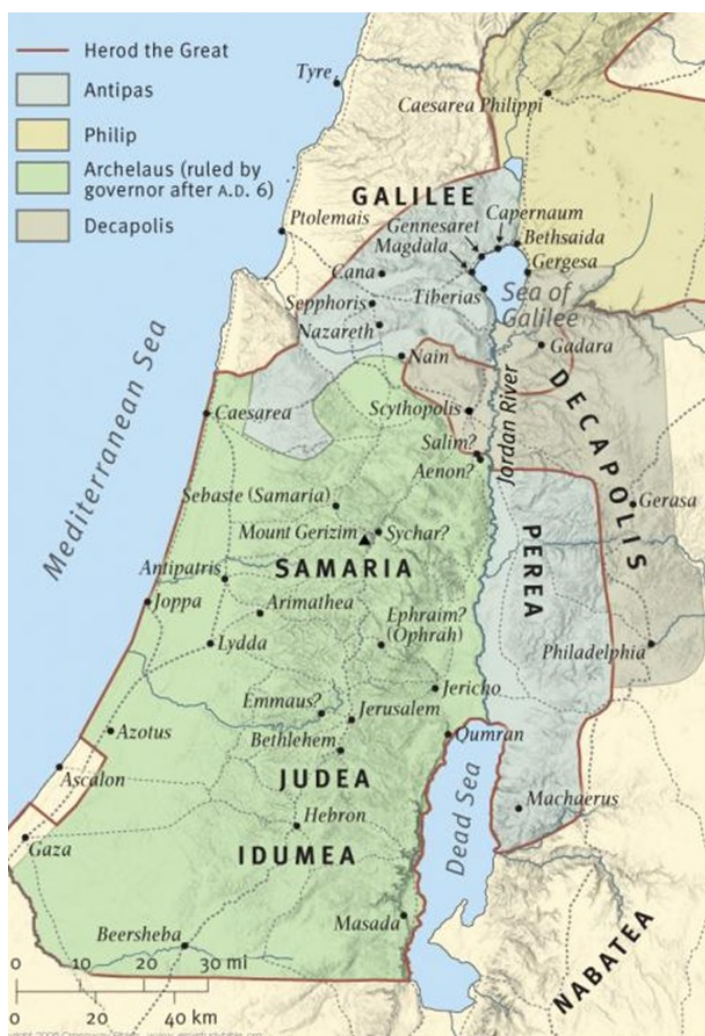 Herod the Great
Antipas
Philip
Archelaus (ruled by
governor after A.D. 6)
Decapolis
Tyre
Caesarea Philippi
GALILEE
Ptolemais
Capernaum
Gennesaret
Bethsaida
Magdala
Gergesa
Cana
Tiberias
Sea of
Galilee
Sepphoris
Nazareth
Gadara
Nain
Mediterranean Sea
Caesarea
Scythopolis
Jordan River
DECAPOLIS
Salim?
Aenon?
Sebaste (Samaria)
Gerasa
Mount Gerizim
Sychar?
PEREA
SAMARIA
Antipatris
Joppa
Arimathea
Ephraim?
(Ophrah)
Lydda
Philadelphia
Jericho
Emmaus?
Jerusalem
Azotus
Bethlehem
Qumran
Ascalon
JUDEA
Dead Sea
Machaerus
Hebron
Gaza
IDUMEA
Masada
NABATEA
Beersheba
0 10 20 30 mi
0 20 40 km